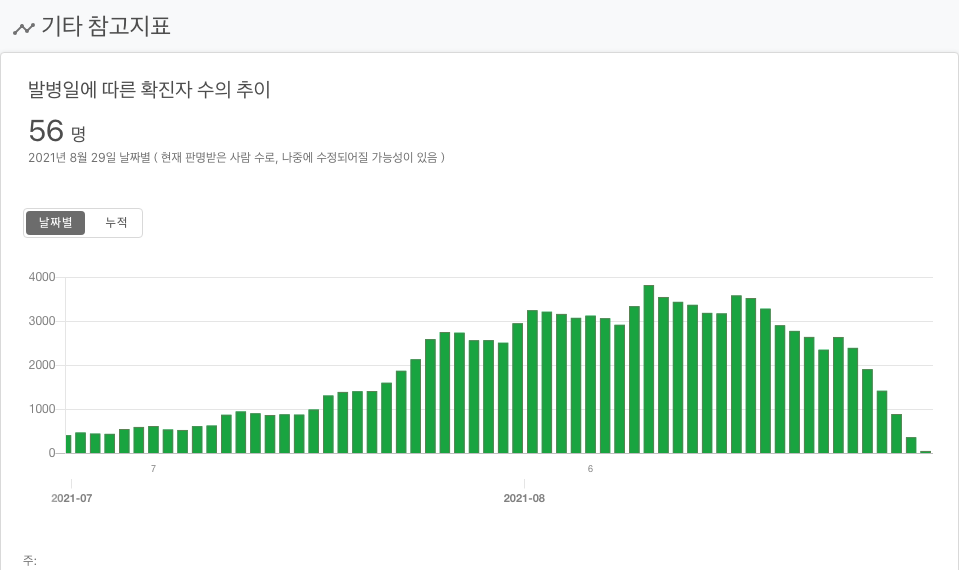 기타 참고지표
발병일에 따른 확진자 수의 추이
56 명
2021년 8월 29일 날짜별 ( 현재 판명받은 사람 수로, 나중에 수정되어질 가능성이 있음 )
날짜별 누적
4000
3000
2000
1000
0
7 6
2021-07 2021-08
주: